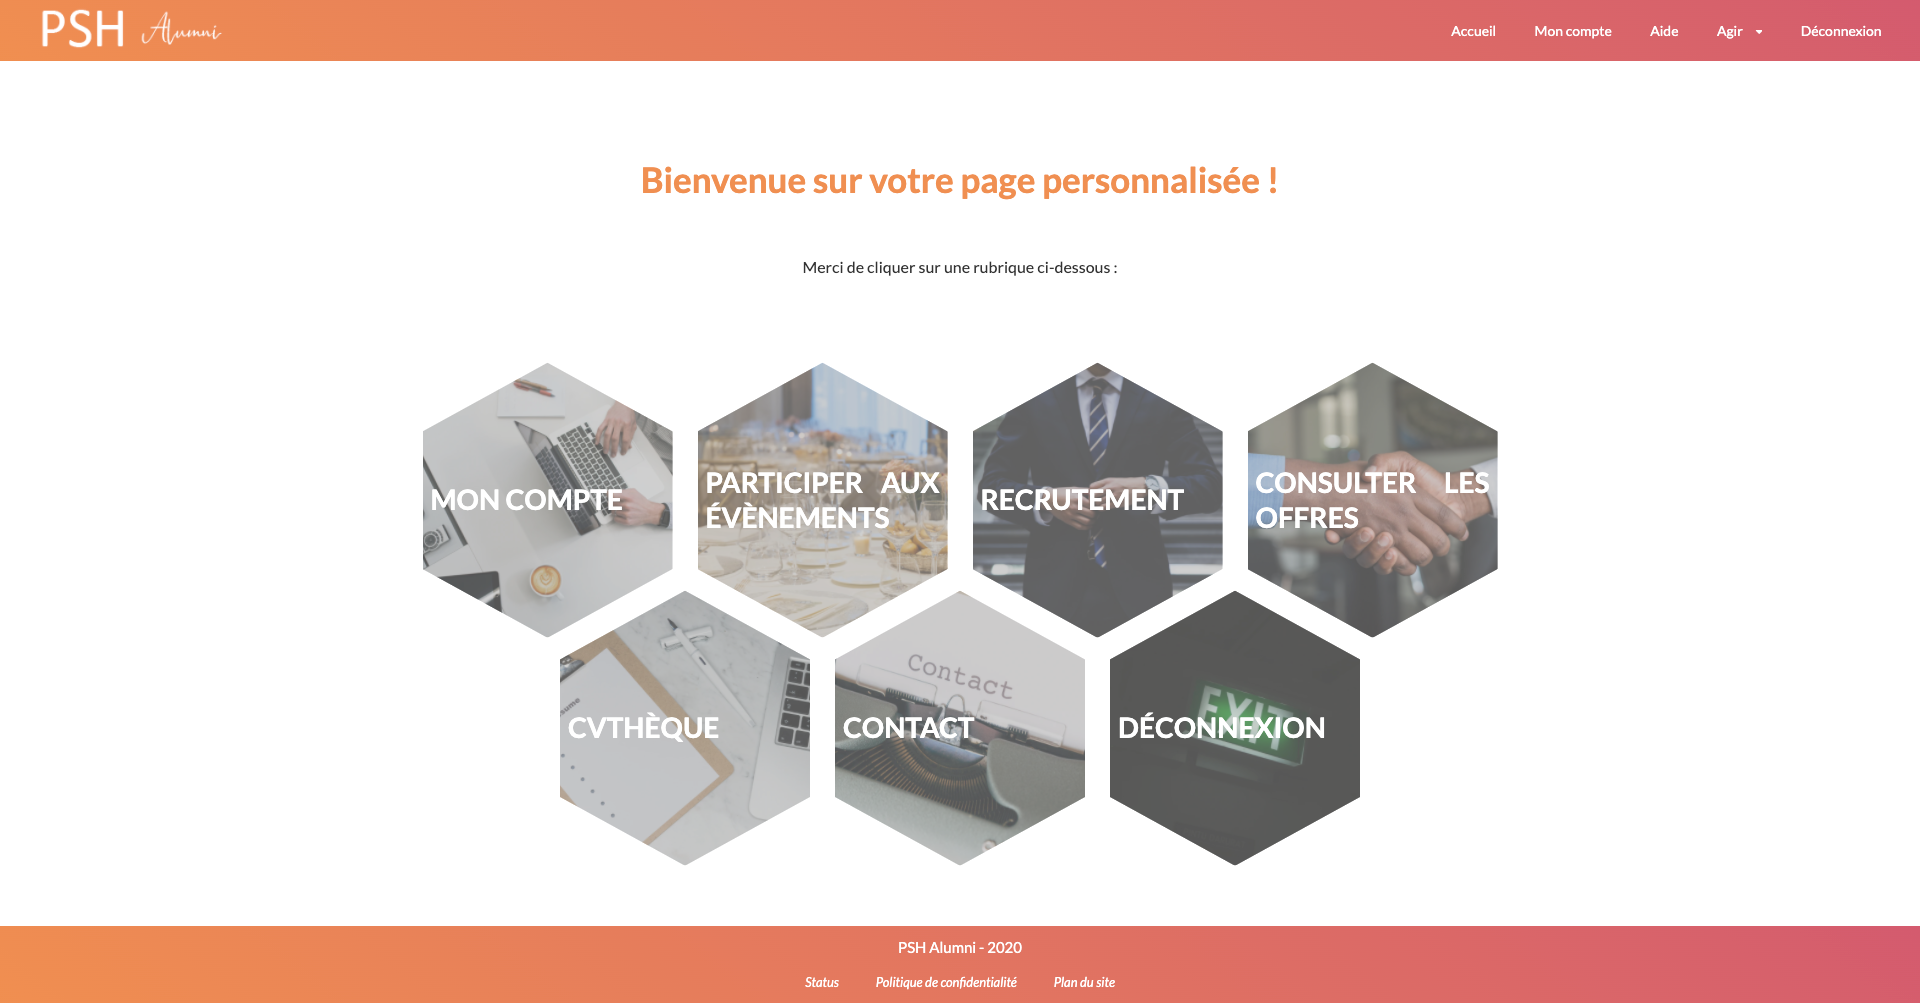 PSH Alumni
Accueil Mon compte Aide Agir Déconnexion
Bienvenue sur votre page personnalisée !
Merci de cliquer sur une rubrique ci-dessous :
MON COMPTE
PARTICIPER AUX
ÉVÈNEMENTS
RECRUTEMENT
CONSULTER LES
OFFRES
sume
CVTHÈQUE
Contact
CONTACT
EXIT
DÉCONNEXION
PSH Alumni - 2020
Status Politique de confidentialité Plan du site